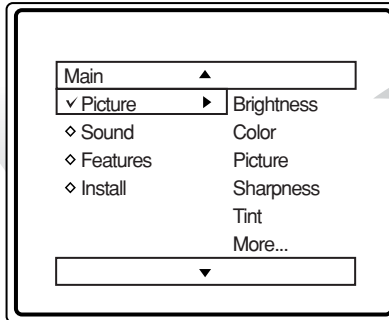 Main
Picture Brightness
Sound Color
Features Picture
Install Sharpness
Tint
More...